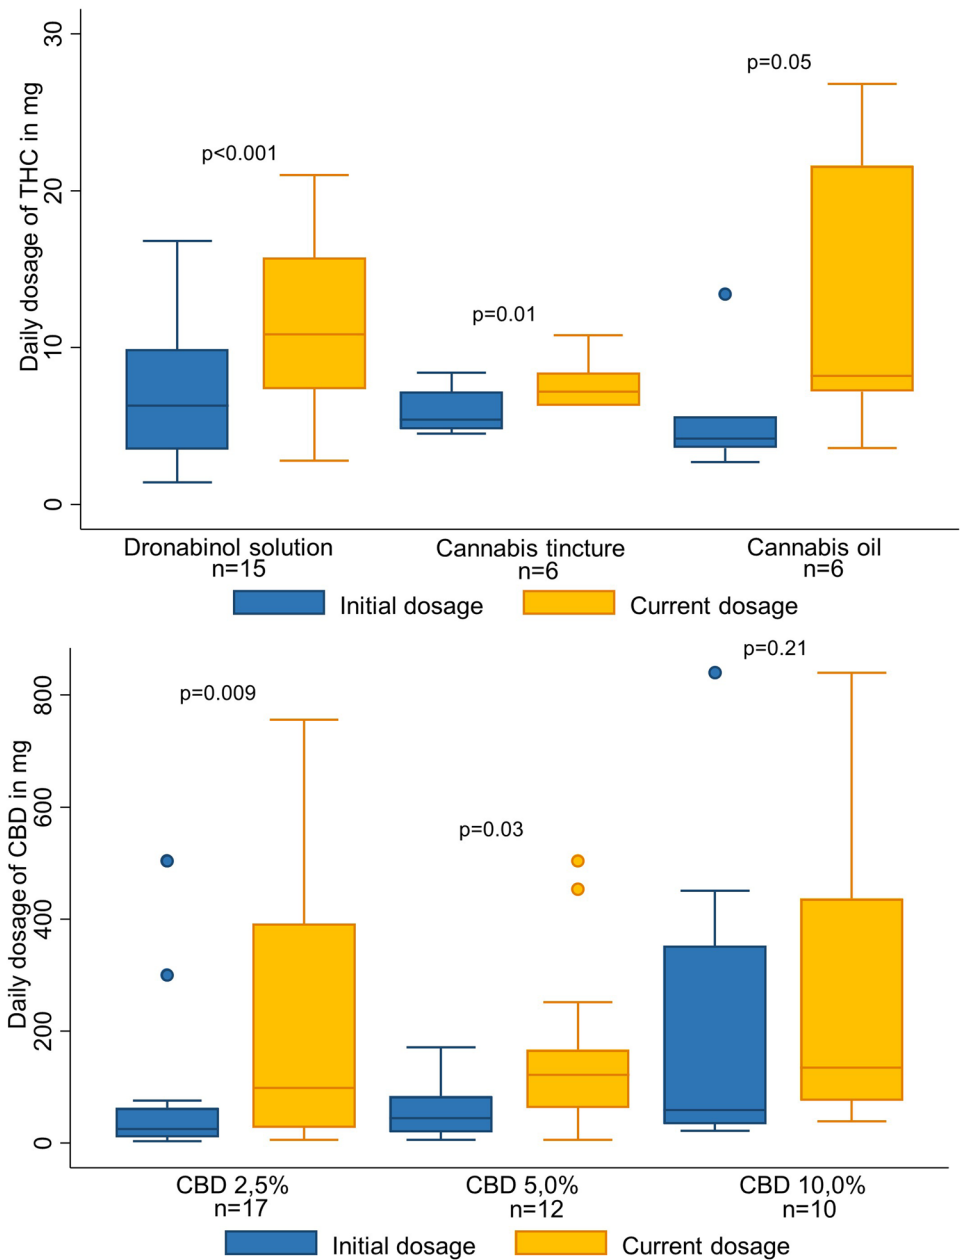 Daily dosage of THC in mg
30
20
10
0
p<0.001
p=0.01
p=0.05
Dronabinol solution
n=15
Cannabis tincture
n=6
Cannabis oil
n=6
Initial dosage
Current dosage
Daily dosage of CBD in mg
800
600
400
200
0
p=0.009
p=0.03
p=0.21
CBD 2,5%
n=17
CBD 5,0%
n=12
CBD 10,0%
n=10
Initial dosage
Current dosage